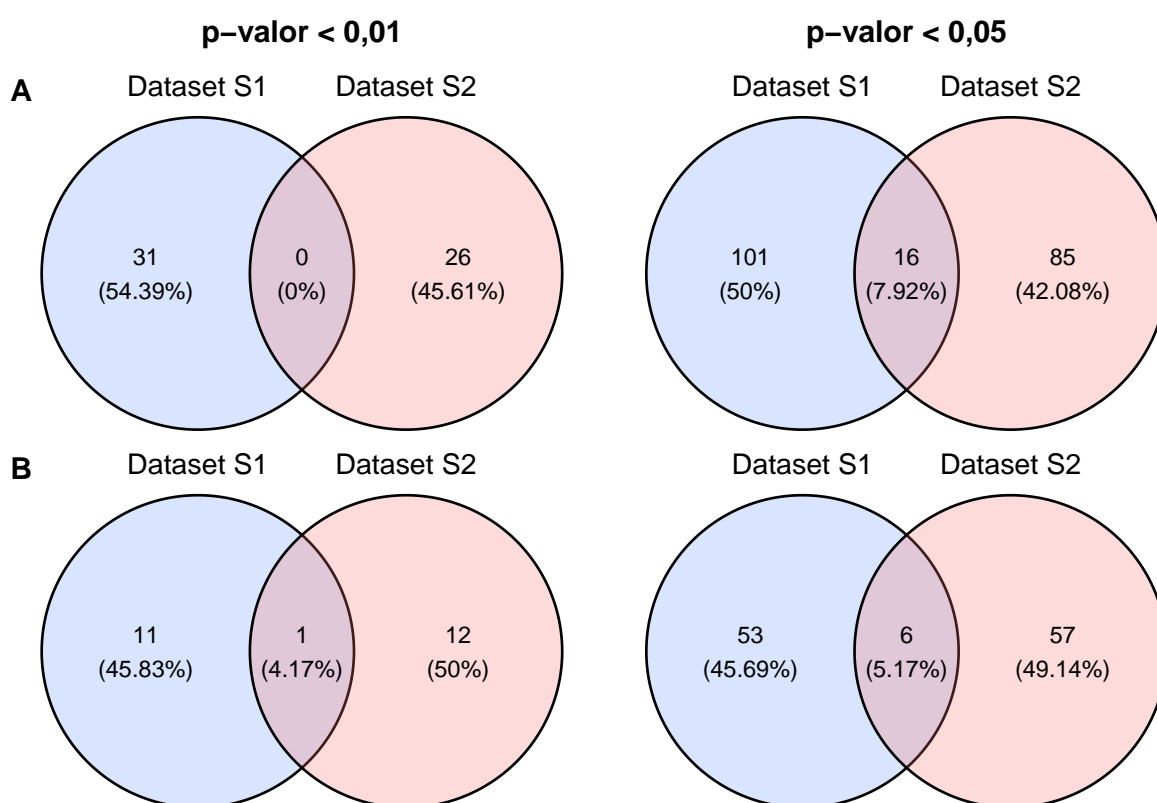 p−valor < 0,01
p−valor < 0,05
A
Dataset S1
Dataset S2
Dataset S1
Dataset S2
31
(54.39%)
0
(0%)
26
(45.61%)
101
(50%)
16
(7.92%)
85
(42.08%)
B
Dataset S1
Dataset S2
Dataset S1
Dataset S2
11
(45.83%)
1
(4.17%)
12
(50%)
53
(45.69%)
6
(5.17%)
57
(49.14%)